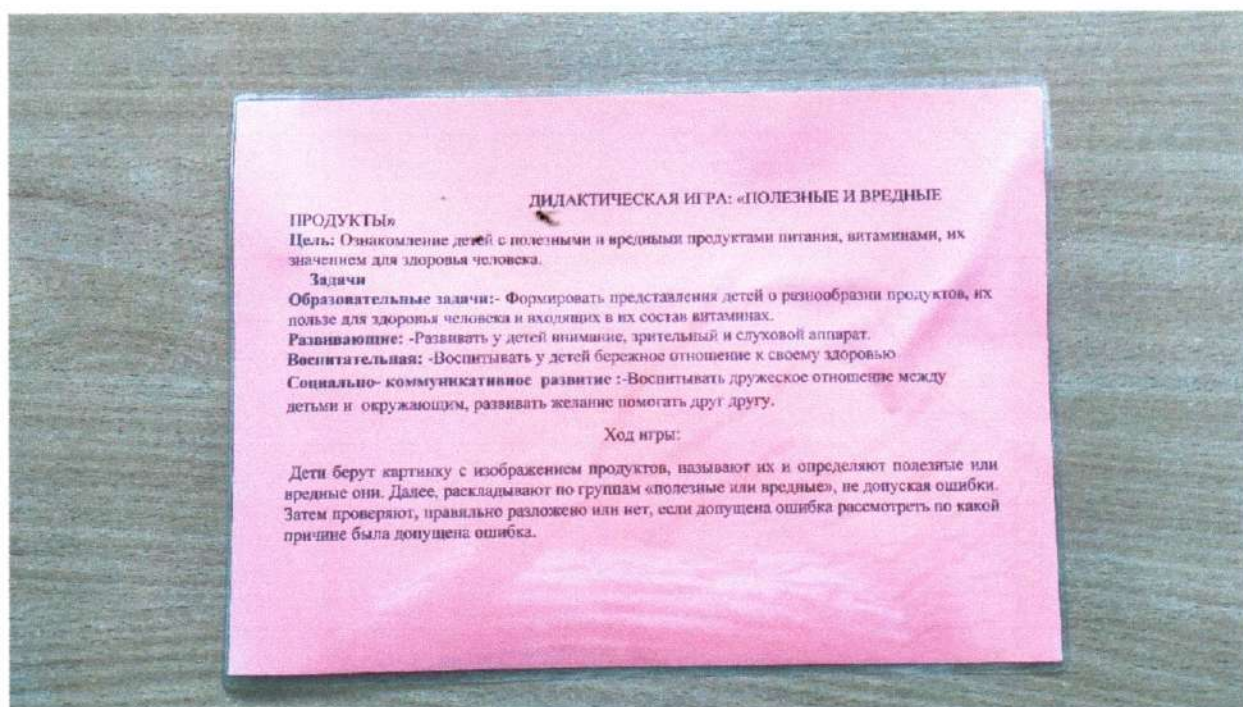 ДИДАКТИЧЕСКАЯ ИГРА: «ПОЛЕЗНЫЕ И ВРЕДНЫЕ
ПРОДУКТЫ»
Цель: Ознакомление детей с полезными и вредными продуктами питания, витаминами, их
значением для здоровья человека.
Задачи
Образовательные задачи:- Формировать представления детей о разнообразии продуктов, их
пользе для здоровья человека и входящих в их состав витаминах.
Развивающие: -Развивать у детей внимание, зрительный и слуховой аппарат.
Воспитательная: -Воспитывать у детей бережное отношение к своему здоровью
Социально- коммуникативное развитие :-Воспитывать дружеское отношение между
детьми и окружающим, развивать желание помогать друг другу.
Ход игры:
Дети берут картинку с изображением продуктов, называют их и определяют полезные или
вредные они. Далее, раскладывают по группам «полезные или вредные», не допуская ошибки.
Затем проверяют, правильно разложено или нет, если допущена ошибка рассмотреть по какой
причине была допущена ошибка.